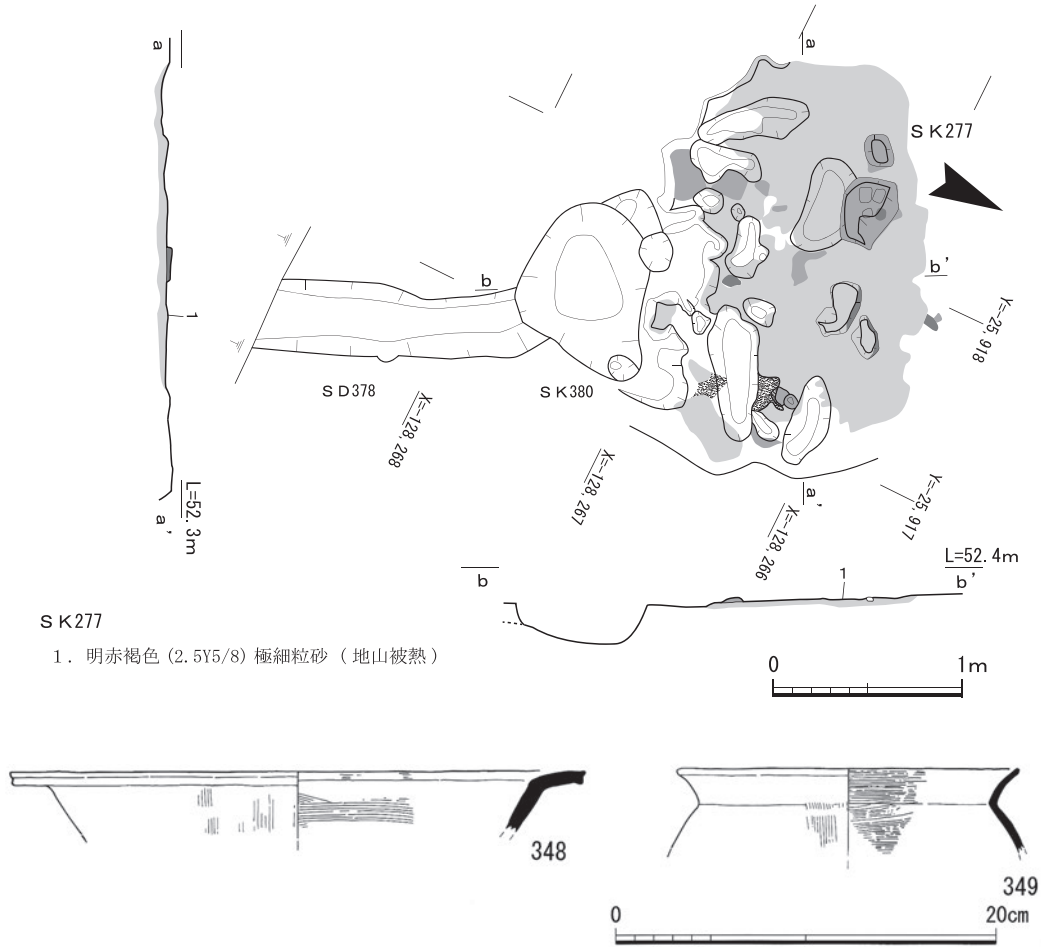 a
a
ＳＫ277
b
b’
1
Y=-25,918
ＳＤ378
ＳＫ380
X=-128,268
X=-128,267
Y=-25,917
a’
L=52.3m
a’
X=-128,266
L=52.4m
b
1
b’
ＳＫ277
１．明赤褐色（2.5Y5/8）極細粒砂（地山被熱）
0 1m
348
349
0 20cm